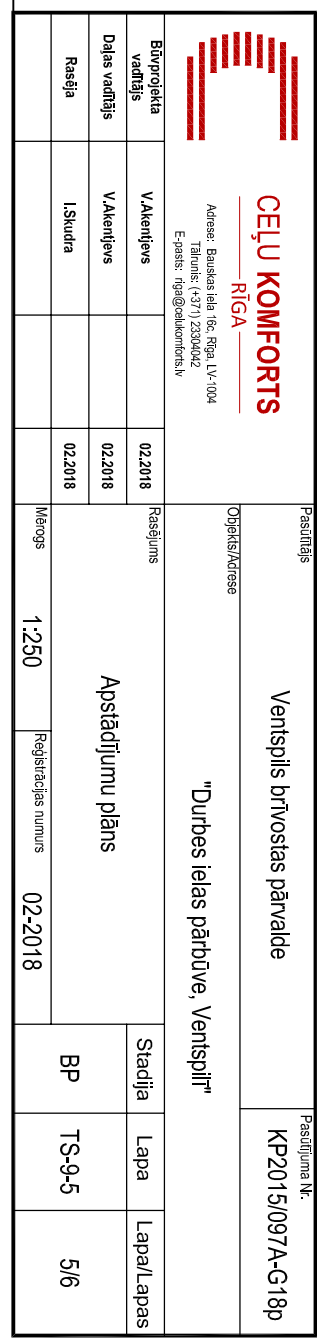 CEĻU KOMFORTS
RĪGA
Adrese: Bauskas iela 16c, Rīga, LV-1004
Tālrunis: (+371) 23304042
E-pasts: riga@celukomforts.lv
Pasūtītājs
Ventspils brīvostas pārvalde
Pasūtījuma Nr.
KP2015/097A-G18p
Objekts/Adrese
"Durbes ielas pārbūve, Ventspilī"
Būvprojekta vadītājs
V.Akentjevs
02.2018
Daļas vadītājs
V.Akentjevs
02.2018
Rasēja
I.Skudra
02.2018
Rasējums
Apstādījumu plāns
Stadija
Lapa
Lapa/Lapas
BP
TS-9-5
5/6
Mērogs
1:250
Reģistrācijas numurs
02-2018